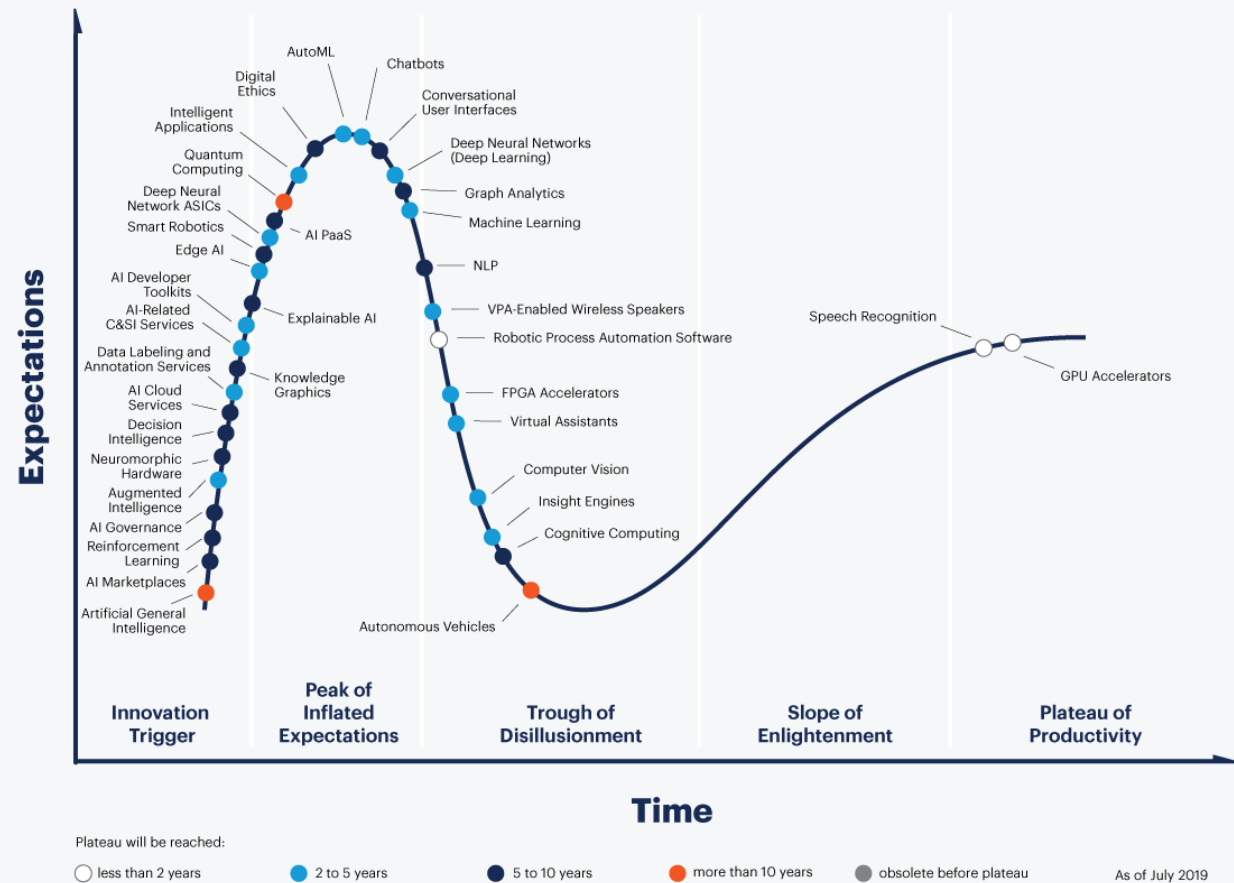 AutoML
Chatbots
Digital
Ethics
Conversational
User Interfaces
Intelligent
Applications
Deep Neural Networks
(Deep Learning)
Quantum
Computing
Graph Analytics
Deep Neural
Network ASICs
Machine Learning
Smart Robotics
AI PaaS
Edge AI
NLP
AI Developer
Toolkits
VPA-Enabled Wireless Speakers
AI-Related
C&SI Services
Explainable AI
Speech Recognition
Robotic Process Automation Software
Data Labeling and
Annotation Services
Knowledge
Graphics
GPU Accelerators
AI Cloud
Services
FPGA Accelerators
Decision
Intelligence
Virtual Assistants
Neuromorphic
Hardware
Computer Vision
Augmented
Intelligence
Insight Engines
AI Governance
Cognitive Computing
Reinforcement
Learning
AI Marketplaces
Artificial General
Intelligence
Autonomous Vehicles
Expectations
Innovation
Trigger
Peak of
Inflated
Expectations
Trough of
Disillusionment
Slope of
Enlightenment
Plateau of
Productivity
Time
Plateau will be reached:
less than 2 years
2 to 5 years
5 to 10 years
more than 10 years
obsolete before plateau
As of July 2019